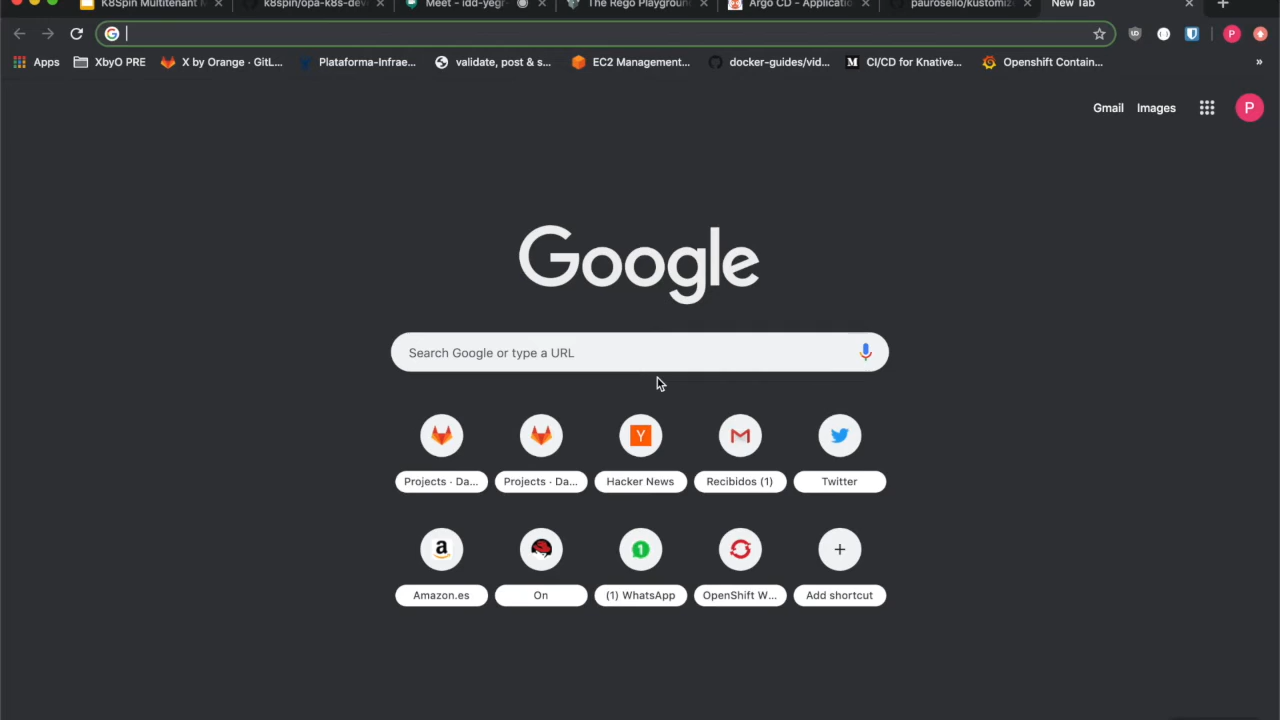 K8Spin Multitenant M
k8spin/opa-k8s-dev
Meet - idd-yegr-
The Rego Playground
Argo CD - Applicatio
paurosello/kustomize
New Tab
P
Apps
XbyO PRE
X by Orange · GitL...
Plataforma-Infrae...
validate, post & s...
EC2 Management...
docker-guides/vid...
M
CI/CD for Knative...
Openshift Contain...
»
Gmail
Images
P
Google
Search Google or type a URL
Y
Projects · Da...
Projects · Da...
Hacker News
Recibidos (1)
Twitter
a
1
Amazon.es
On
(1) WhatsApp
OpenShift W...
Add shortcut